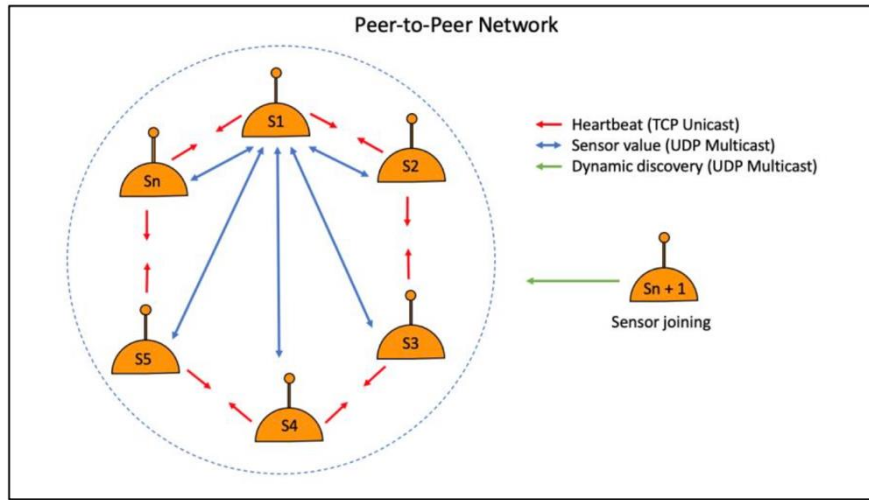 Peer-to-Peer Network
S1
Heartbeat (TCP Unicast)
Sensor value (UDP Multicast)
Dynamic discovery (UDP Multicast)
Sn
S2
Sn + 1
Sensor joining
S5
S3
S4